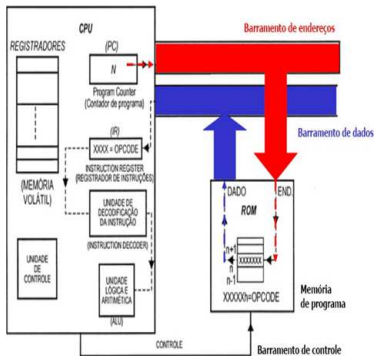 CPU
REGISTRADORES
(MEMÓRIA
VOLÁTIL)
UNIDADE
DE
CONTROLE
(PC)
N
Program Counter
(Contador de programa)
(IR)
XXXX = OPCODE
INSTRUCTION REGISTER
(REGISTRADOR DE INSTRUÇÕES)
UNIDADE DE
DECODIFICAÇÃO
DA INSTRUÇÃO
(INSTRUCTION DECODER)
UNIDADE
LÓGICA E
ARITMÉTICA
(ALU)
Barramento de endereços
Barramento de dados
DADO
END.
ROM
n+1
n
n-1
XXXXXXX
XXXXXh=OPCODE
Memória
de programa
CONTROLE
Barramento de controle